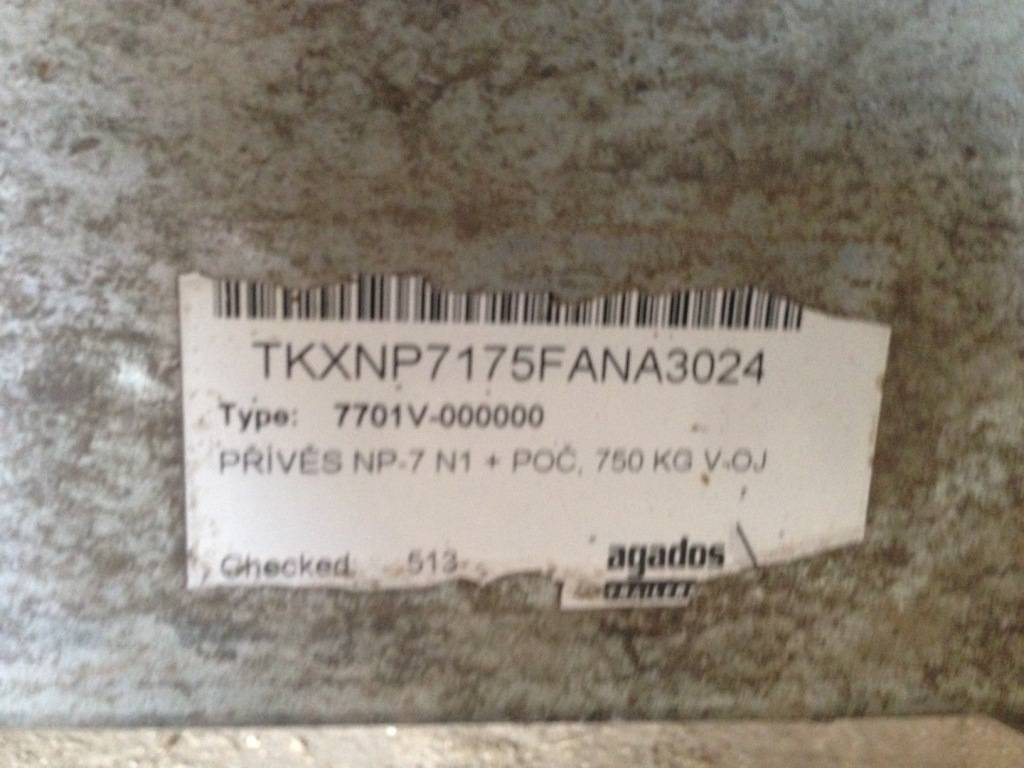 TKXNP7175FANA3024
Type: 7701V-000000
PŘÍVĚS NP-7 N1 + POČ, 750 KG V-OJ
Checked: 513
agados